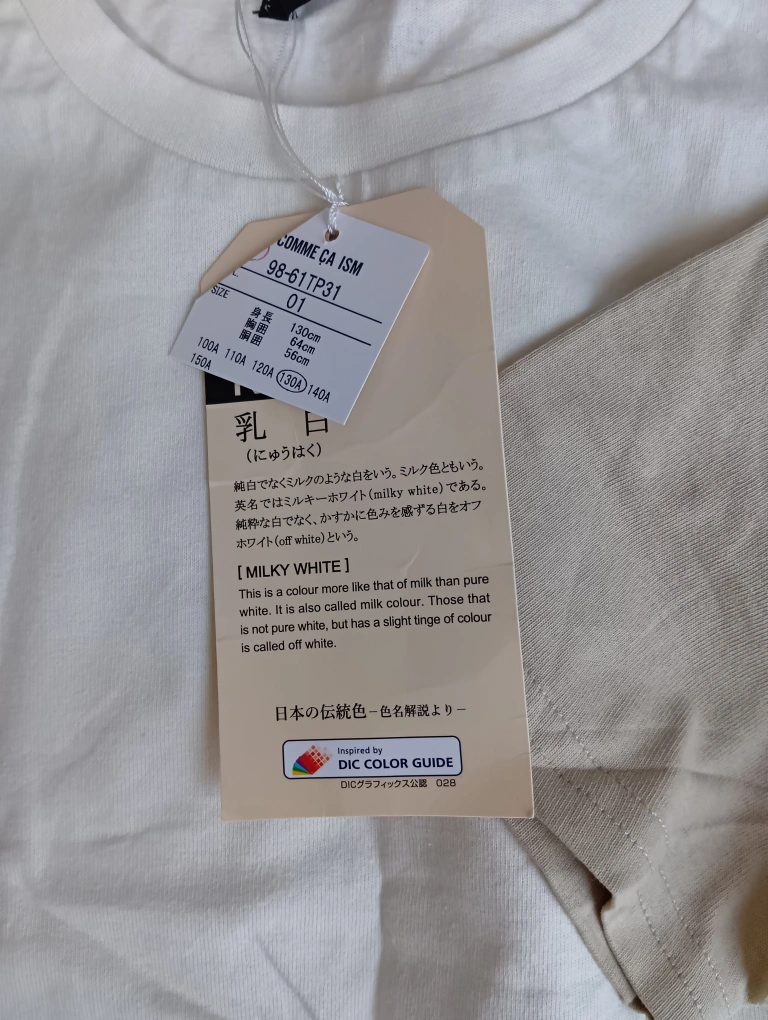 COMME ÇA ISM
98-61TP31
01
SIZE
身長 130cm
胸囲 64cm
胴囲 56cm
100A 110A 120A 130A 140A
150A
乳 白
(にゅうはく)
純白でなくミルクのような白をいう。ミルク色ともいう。
英名ではミルキーホワイト(milky white)である。
純粋な白でなく、かすかに色みを感ずる白をオフ
ホワイト(off white)という。
[ MILKY WHITE ]
This is a colour more like that of milk than pure
white. It is also called milk colour. Those that
is not pure white, but has a slight tinge of colour
is called off white.
日本の伝統色−色名解説より−
Inspired by
DIC COLOR GUIDE
DICグラフィックス公認 028